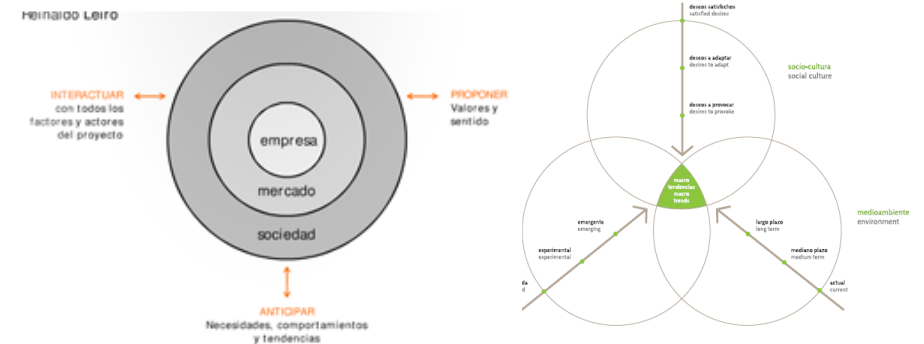 Reinaldo Leiro
INTERACTUAR
con todos los
factores y actores
del proyecto
PROPONER
Valores y
sentido
empresa
mercado
sociedad
ANTICIPAR
Necesidades, comportamientos
y tendencias
deseos satisfechos
satisfied desires
deseos a adaptar
desires to adapt
deseos a provocar
desires to provoke
socio-cultura
social culture
macro
tendencias
macro
trends
medioambiente
environment
emergente
emerging
experimental
experimental
da
d
largo plazo
long term
mediano plazo
medium term
actual
current